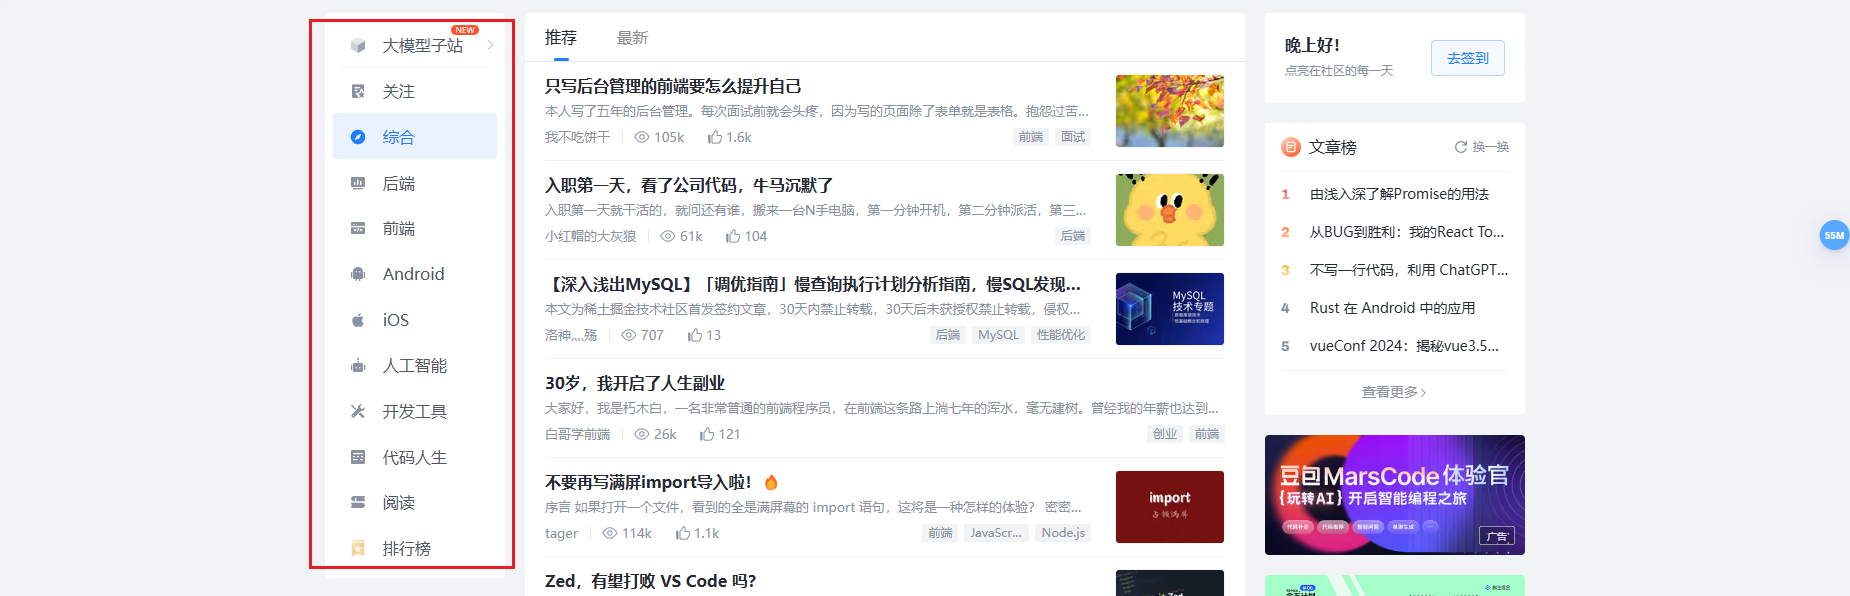 大模型子站
NEW
关注
综合
后端
前端
Android
iOS
人工智能
开发工具
代码人生
阅读
排行榜
推荐 最新
只写后台管理的前端要怎么提升自己
本人写了五年的后台管理。每次面试前就会头疼，因为写的页面除了表单就是表格。抱怨过苦...
我不吃饼干 105k 1.6k 前端 面试
入职第一天，看了公司代码，牛马沉默了
入职第一天就干活的，就问还有谁，搬来一台N手电脑，第一分钟开机，第二分钟派活，第三...
小红帽的大灰狼 61k 104 后端
【深入浅出MySQL】「调优指南」慢查询执行计划分析指南，慢SQL发现...
本文为稀土掘金技术社区首发签约文章，30天内禁止转载，30天后未获授权禁止转载，侵权...
洛神灬殇 707 13 后端 MySQL 性能优化
MySQL
技术专题
30岁，我开启了人生副业
大家好，我是朽木白，一名非常普通的前端程序员，在前端这条路上淌七年的浑水，毫无建树。曾经我的年薪也达到...
白哥学前端 26k 121 创业 前端
不要再写满屏import导入啦！
序言 如果打开一个文件，看到的全是满屏幕的 import 语句，这将是一种怎样的体验？ 密密...
tager 114k 1.1k 前端 JavaScr... Node.js
import
占领满屏
Zed，有望打败 VS Code 吗？
晚上好！
点亮在社区的每一天
去签到
文章榜 换一换
1 由浅入深了解Promise的用法
2 从BUG到胜利：我的React To...
3 不写一行代码，利用 ChatGPT...
4 Rust 在 Android 中的应用
5 vueConf 2024：揭秘vue3.5...
查看更多
豆包MarsCode 体验官
{玩转AI} 开启智能编程之旅
代码补全 代码推荐 智能问答 单测生成
广告
55M